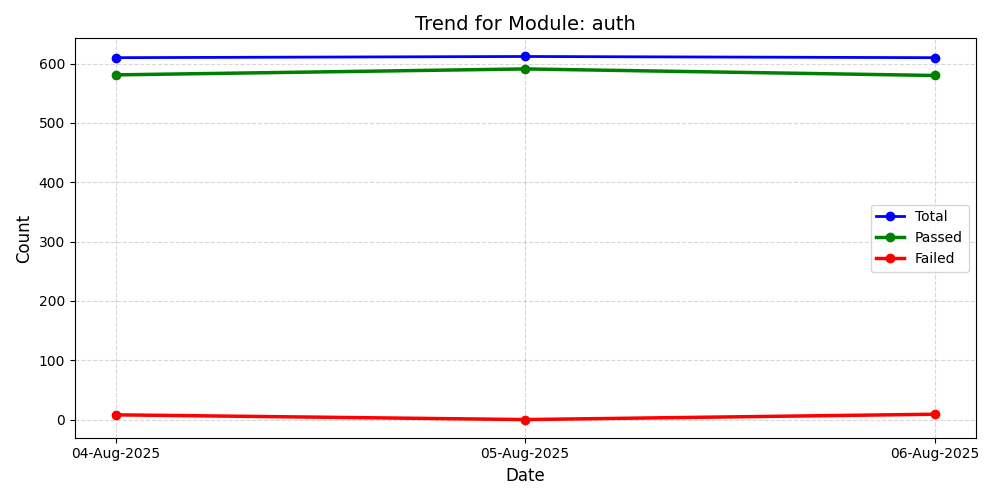 Trend for Module: auth
600
500
400
300
200
100
0
Count
Total
Passed
Failed
04-Aug-2025 05-Aug-2025 06-Aug-2025
Date